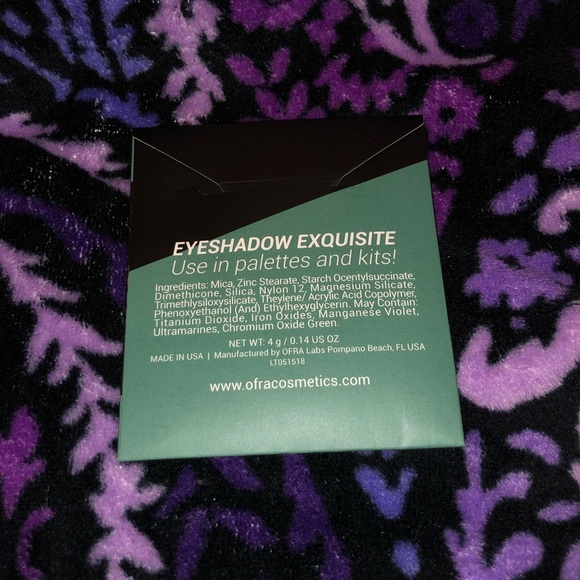 EYESHADOW EXQUISITE
Use in palettes and kits!
Ingredients: Mica, Zinc Stearate, Starch Ocentylsuccinate,
Dimethicone, Silica, Nylon 12, Magnesium Silicate,
Trimethlysiloxysilicate, Theylene/ Acrylic Acid Copolymer,
Phenoxyethanol (And) Ethylhexyglycerin. May Contain:
Titanium Dioxide, Iron Oxides, Manganese Violet,
Ultramarines, Chromium Oxide Green.
NET WT: 4 g / 0.14 US OZ
MADE IN USA | Manufactured by OFRA Labs Pompano Beach, FL USA
LT051518
www.ofracosmetics.com